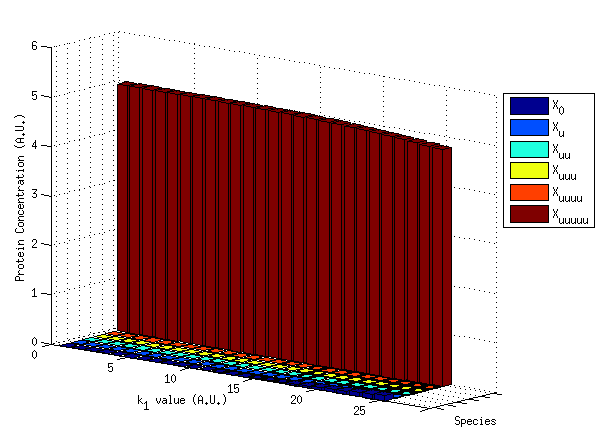 6
5
4
3
2
1
0
Protein Concentration (A.U.)
0
5
10
15
20
25
k1 value (A.U.)
Species
X0
Xu
Xuu
Xuuu
Xuuuu
Xuuuuu